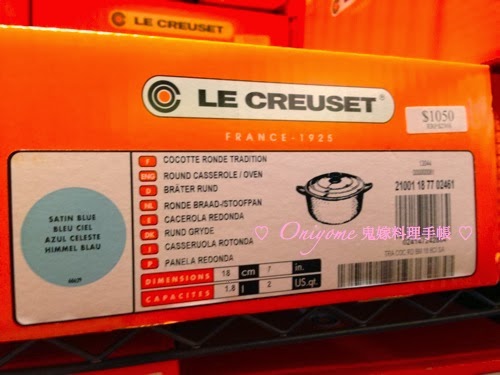 LE CREUSET
LE CREUSET®
FRANCE - 1925
$1050
F COCOTTE RONDE TRADITION
ENG ROUND CASSEROLE / OVEN
D BRÄTER RUND
NL RONDE BRAAD-/STOOFPAN
E CACEROLA REDONDA
DK RUND GRYDE
I CASSERUOLA ROTONDA
P PANELA REDONDA
DIMENSIONS 18 cm 7 in.
CAPACITES 1.8 l 2 US.qt.
SATIN BLUE
BLEU CIEL
AZUL CELESTE
HIMMEL BLAU
21001 18 77 02461
♡ Oniyome 鬼嫁料理手帳 ♡